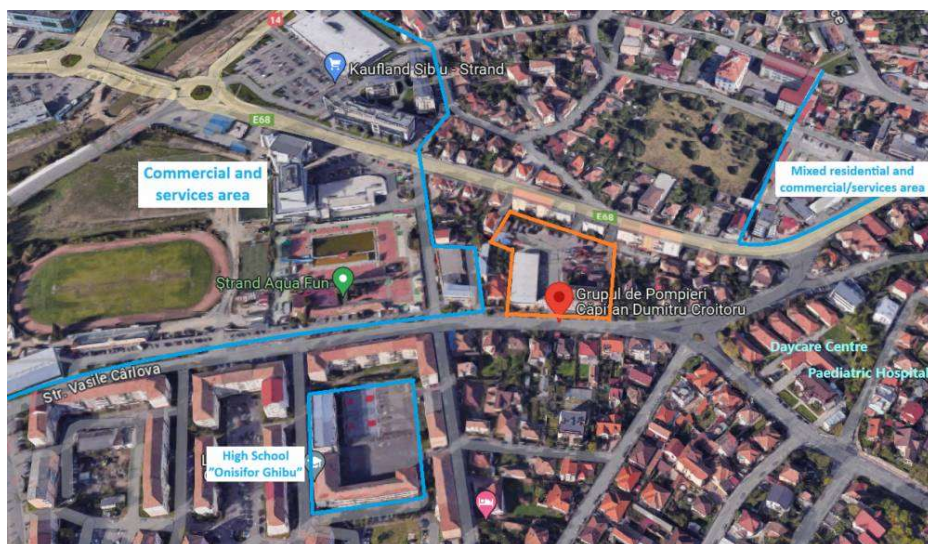 14
Kaufland Sibiu - Strand
E68
Commercial and
services area
Mixed residential and
commercial/services area
E68
Ștrand Aqua Fun
Grupul de Pompieri
Capitan Dumitru Croitoru
Str. Vasile Cârlova
Daycare Centre
Paediatric Hospital
High School
"Onisifor Ghibu"